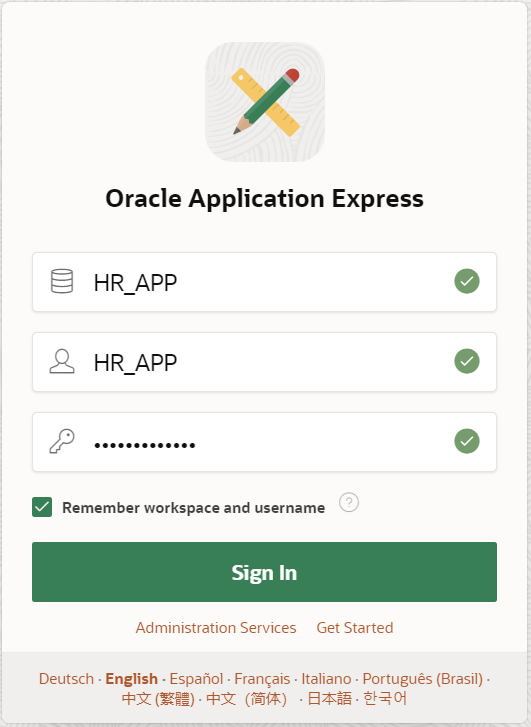 Oracle Application Express
HR_APP
HR_APP
•••••••••••••
Remember workspace and username ?
Sign In
Administration Services Get Started
Deutsch · English · Español · Français · Italiano · Português (Brasil) ·
中文 (繁體) · 中文（简体） · 日本語 · 한국어